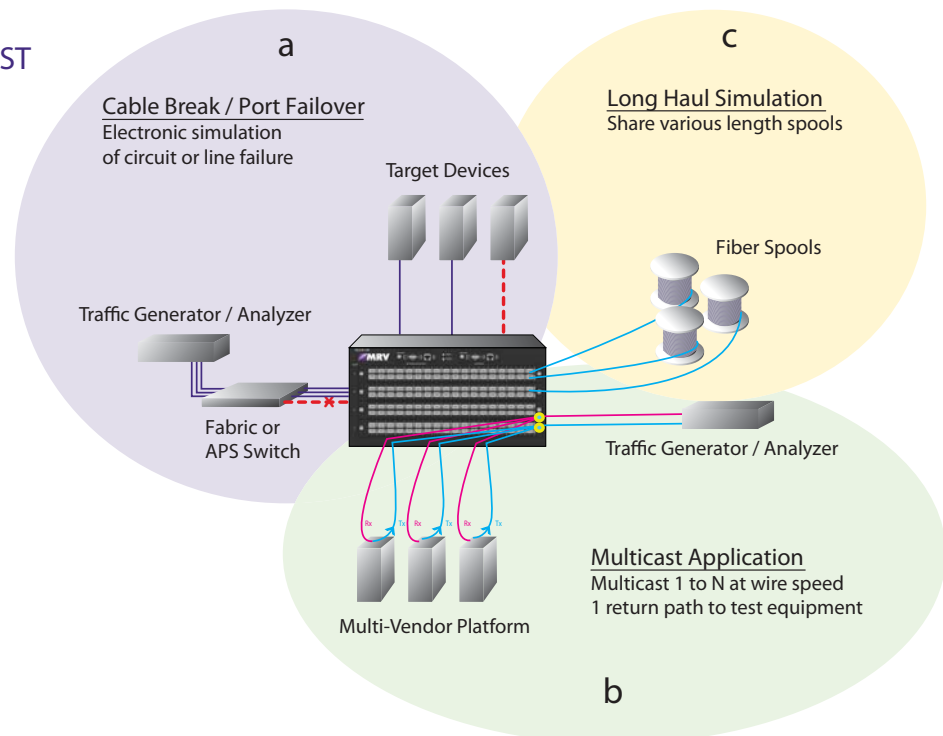 ST
a
Cable Break / Port Failover
Electronic simulation
of circuit or line failure
c
Long Haul Simulation
Share various length spools
Target Devices
Fiber Spools
Traffic Generator / Analyzer
MRV
Fabric or
APS Switch
Traffic Generator / Analyzer
Rx Tx Rx Tx Rx Tx
Multi-Vendor Platform
Multicast Application
Multicast 1 to N at wire speed
1 return path to test equipment
b